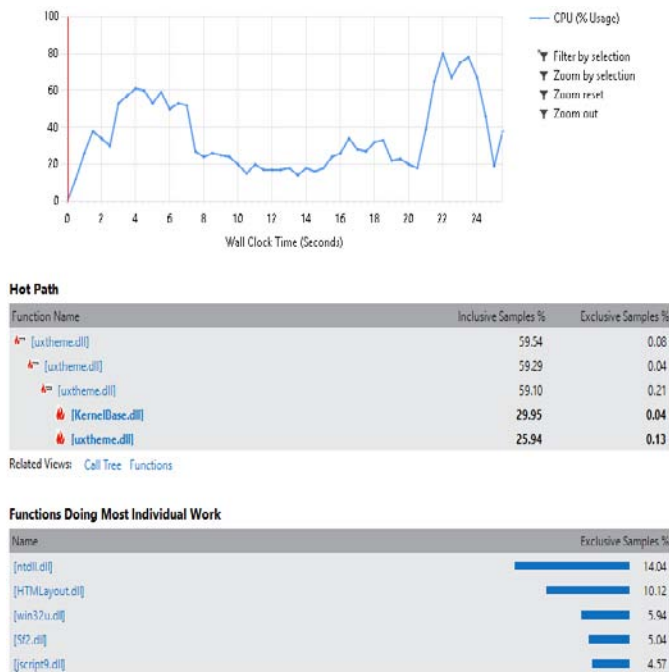 100
80
60
40
20
0
0 2 4 6 8 10 12 14 16 18 20 22 24
Wall Clock Time (Seconds)
CPU (% Usage)
Filter by selection
Zoom by selection
Zoom reset
Zoom out
Hot Path
Function Name Inclusive Samples % Exclusive Samples %
[uxtheme.dll] 59.54 0.08
[uxtheme.dll] 59.29 0.04
[uxtheme.dll] 59.10 0.21
[KernelBase.dll] 29.95 0.04
[uxtheme.dll] 25.94 0.13
Related Views: Call Tree Functions
Functions Doing Most Individual Work
Name Exclusive Samples %
[ntdll.dll] 14.04
[HTMLayout.dll] 10.12
[win32u.dll] 5.94
[Sf2.dll] 5.04
[jscript9.dll] 4.57